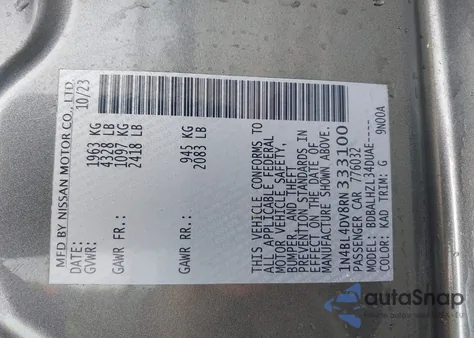 MFD BY NISSAN MOTOR CO., LTD.
DATE: 10/23
GVWR: 1963 KG
4328 LB
GAWR FR.: 1097 KG
2418 LB
GAWR RR.: 945 KG
2083 LB
THIS VEHICLE CONFORMS TO
ALL APPLICABLE FEDERAL
MOTOR VEHICLE SAFETY,
BUMPER, AND THEFT
PREVENTION STANDARDS IN
EFFECT ON THE DATE OF
MANUFACTURE SHOWN ABOVE.
1N4BL4DV8RN333100
PASSENGER CAR 776032
MODEL: BDBALHZL34DUAE-----
COLOR: KAD TRIM: G 9N00A
autoSnap